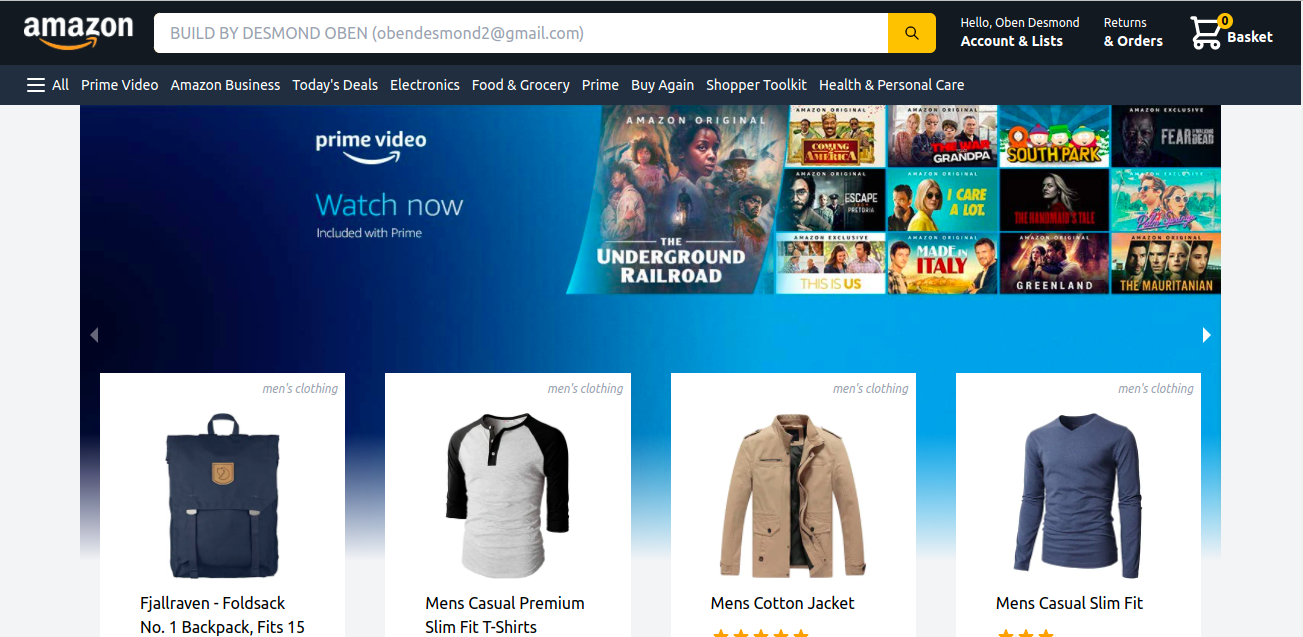 amazon
BUILD BY DESMOND OBEN (obendesmond2@gmail.com)
Hello, Oben Desmond
Account & Lists
Returns
& Orders
0
Basket
All Prime Video Amazon Business Today's Deals Electronics Food & Grocery Prime Buy Again Shopper Toolkit Health & Personal Care
prime video
Watch now
Included with Prime
AMAZON ORIGINAL
THE
UNDERGROUND
RAILROAD
AMAZON ORIGINAL
COMING
AMERICA
AMAZON ORIGINAL
THE WAR
GRANDPA
SOUTH PARK
AMAZON EXCLUSIVE
FEAR THE WALKING DEAD
ESCAPE
PRETORIA
AMAZON ORIGINAL
I CARE
A LOT.
THE HANDMAID'S TALE
AMAZON EXCLUSIVE
Palm Springs
AMAZON EXCLUSIVE
THIS IS US
AMAZON ORIGINAL
MADE IN
ITALY
AMAZON ORIGINAL
GREENLAND
AMAZON ORIGINAL
THE MAURITANIAN
men's clothing
Fjallraven - Foldsack
No. 1 Backpack, Fits 15
men's clothing
Mens Casual Premium
Slim Fit T-Shirts
men's clothing
Mens Cotton Jacket
men's clothing
Mens Casual Slim Fit